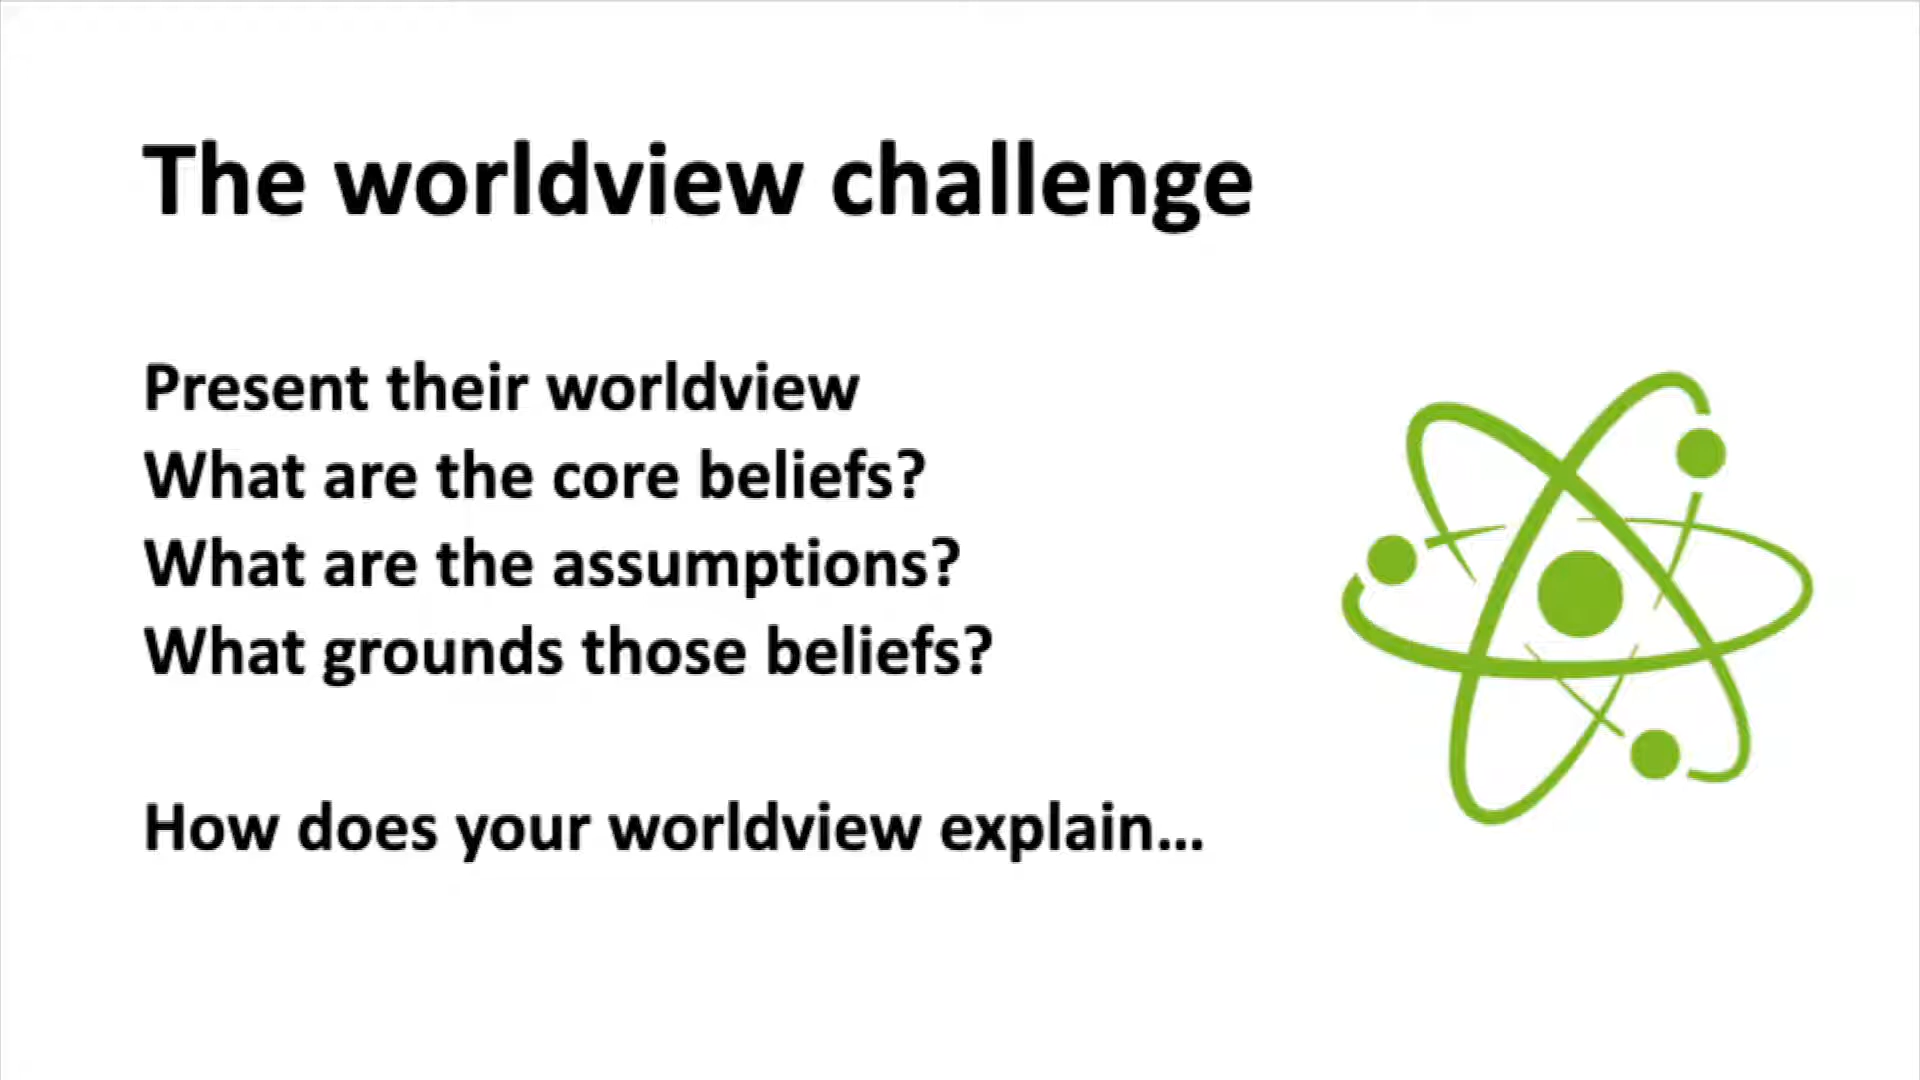 The worldview challenge
Present their worldview
What are the core beliefs?
What are the assumptions?
What grounds those beliefs?
How does your worldview explain...